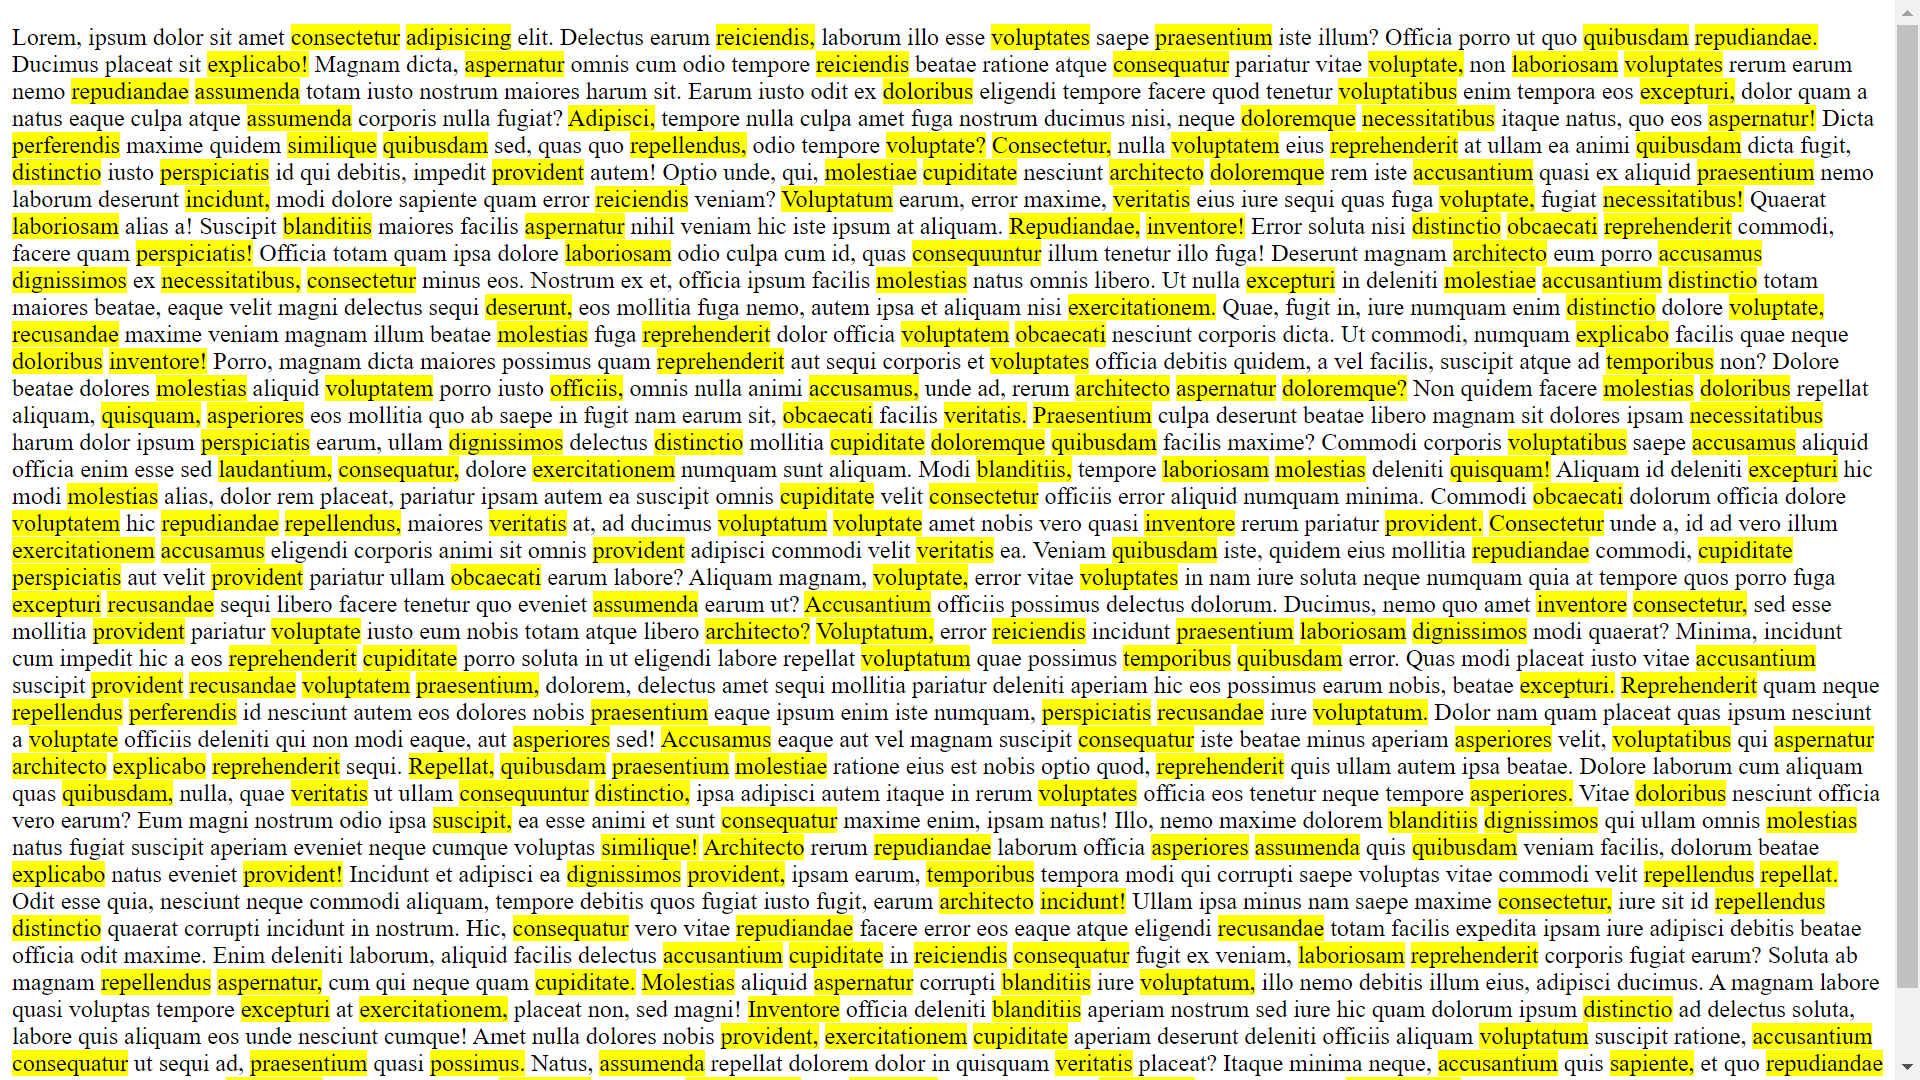 Lorem, ipsum dolor sit amet consectetur adipisicing elit. Delectus earum reiciendis, laborum illo esse voluptates saepe praesentium iste illum? Officia porro ut quo quibusdam repudiandae.
Ducimus placeat sit explicabo! Magnam dicta, aspernatur omnis cum odio tempore reiciendis beatae ratione atque consequatur pariatur vitae voluptate, non laboriosam voluptates rerum earum
nemo repudiandae assumenda totam iusto nostrum maiores harum sit. Earum iusto odit ex doloribus eligendi tempore facere quod tenetur voluptatibus enim tempora eos excepturi, dolor quam a
natus eaque culpa atque assumenda corporis nulla fugiat? Adipisci, tempore nulla culpa amet fuga nostrum ducimus nisi, neque doloremque necessitatibus itaque natus, quo eos aspernatur! Dicta
perferendis maxime quidem similique quibusdam sed, quas quo repellendus, odio tempore voluptate? Consectetur, nulla voluptatem eius reprehenderit at ullam ea animi quibusdam dicta fugit,
distinctio iusto perspiciatis id qui debitis, impedit provident autem! Optio unde, qui, molestiae cupiditate nesciunt architecto doloremque rem iste accusantium quasi ex aliquid praesentium nemo
laborum deserunt incidunt, modi dolore sapiente quam error reiciendis veniam? Voluptatum earum, error maxime, veritatis eius iure sequi quas fuga voluptate, fugiat necessitatibus! Quaerat
laboriosam alias a! Suscipit blanditiis maiores facilis aspernatur nihil veniam hic iste ipsum at aliquam. Repudiandae, inventore! Error soluta nisi distinctio obcaecati reprehenderit commodi,
facere quam perspiciatis! Officia totam quam ipsa dolore laboriosam odio culpa cum id, quas consequuntur illum tenetur illo fuga! Deserunt magnam architecto eum porro accusamus
dignissimos ex necessitatibus, consectetur minus eos. Nostrum ex et, officia ipsum facilis molestias natus omnis libero. Ut nulla excepturi in deleniti molestiae accusantium distinctio totam
maiores beatae, eaque velit magni delectus sequi deserunt, eos mollitia fuga nemo, autem ipsa et aliquam nisi exercitationem. Quae, fugit in, iure numquam enim distinctio dolore voluptate,
recusandae maxime veniam magnam illum beatae molestias fuga reprehenderit dolor officia voluptatem obcaecati nesciunt corporis dicta. Ut commodi, numquam explicabo facilis quae neque
doloribus inventore! Porro, magnam dicta maiores possimus quam reprehenderit aut sequi corporis et voluptates officia debitis quidem, a vel facilis, suscipit atque ad temporibus non? Dolore
beatae dolores molestias aliquid voluptatem porro iusto officiis, omnis nulla animi accusamus, unde ad, rerum architecto aspernatur doloremque? Non quidem facere molestias doloribus repellat
aliquam, quisquam, asperiores eos mollitia quo ab saepe in fugit nam earum sit, obcaecati facilis veritatis. Praesentium culpa deserunt beatae libero magnam sit dolores ipsam necessitatibus
harum dolor ipsum perspiciatis earum, ullam dignissimos delectus distinctio mollitia cupiditate doloremque quibusdam facilis maxime? Commodi corporis voluptatibus saepe accusamus aliquid
officia enim esse sed laudantium, consequatur, dolore exercitationem numquam sunt aliquam. Modi blanditiis, tempore laboriosam molestias deleniti quisquam! Aliquam id deleniti excepturi hic
modi molestias alias, dolor rem placeat, pariatur ipsam autem ea suscipit omnis cupiditate velit consectetur officiis error aliquid numquam minima. Commodi obcaecati dolorum officia dolore
voluptatem hic repudiandae repellendus, maiores veritatis at, ad ducimus voluptatum voluptate amet nobis vero quasi inventore rerum pariatur provident. Consectetur unde a, id ad vero illum
exercitationem accusamus eligendi corporis animi sit omnis provident adipisci commodi velit veritatis ea. Veniam quibusdam iste, quidem eius mollitia repudiandae commodi, cupiditate
perspiciatis aut velit provident pariatur ullam obcaecati earum labore? Aliquam magnam, voluptate, error vitae voluptates in nam iure soluta neque numquam quia at tempore quos porro fuga
excepturi recusandae sequi libero facere tenetur quo eveniet assumenda earum ut? Accusantium officiis possimus delectus dolorum. Ducimus, nemo quo amet inventore consectetur, sed esse
mollitia provident pariatur voluptate iusto eum nobis totam atque libero architecto? Voluptatum, error reiciendis incidunt praesentium laboriosam dignissimos modi quaerat? Minima, incidunt
cum impedit hic a eos reprehenderit cupiditate porro soluta in ut eligendi labore repellat voluptatum quae possimus temporibus quibusdam error. Quas modi placeat iusto vitae accusantium
suscipit provident recusandae voluptatem praesentium, dolorem, delectus amet sequi mollitia pariatur deleniti aperiam hic eos possimus earum nobis, beatae excepturi. Reprehenderit quam neque
repellendus perferendis id nesciunt autem eos dolores nobis praesentium eaque ipsum enim iste numquam, perspiciatis recusandae iure voluptatum. Dolor nam quam placeat quas ipsum nesciunt
a voluptate officiis deleniti qui non modi eaque, aut asperiores sed! Accusamus eaque aut vel magnam suscipit consequatur iste beatae minus aperiam asperiores velit, voluptatibus qui aspernatur
architecto explicabo reprehenderit sequi. Repellat, quibusdam praesentium molestiae ratione eius est nobis optio quod, reprehenderit quis ullam autem ipsa beatae. Dolore laborum cum aliquam
quas quibusdam, nulla, quae veritatis ut ullam consequuntur distinctio, ipsa adipisci autem itaque in rerum voluptates officia eos tenetur neque tempore asperiores. Vitae doloribus nesciunt officia
vero earum? Eum magni nostrum odio ipsa suscipit, ea esse animi et sunt consequatur maxime enim, ipsam natus! Illo, nemo maxime dolorem blanditiis dignissimos qui ullam omnis molestias
natus fugiat suscipit aperiam eveniet neque cumque voluptas similique! Architecto rerum repudiandae laborum officia asperiores assumenda quis quibusdam veniam facilis, dolorum beatae
explicabo natus eveniet provident! Incidunt et adipisci ea dignissimos provident, ipsam earum, temporibus tempora modi qui corrupti saepe voluptas vitae commodi velit repellendus repellat.
Odit esse quia, nesciunt neque commodi aliquam, tempore debitis quos fugiat iusto fugit, earum architecto incidunt! Ullam ipsa minus nam saepe maxime consectetur, iure sit id repellendus
distinctio quaerat corrupti incidunt in nostrum. Hic, consequatur vero vitae repudiandae facere error eos eaque atque eligendi recusandae totam facilis expedita ipsam iure adipisci debitis beatae
officia odit maxime. Enim deleniti laborum, aliquid facilis delectus accusantium cupiditate in reiciendis consequatur fugit ex veniam, laboriosam reprehenderit corporis fugiat earum? Soluta ab
magnam repellendus aspernatur, cum qui neque quam cupiditate. Molestias aliquid aspernatur corrupti blanditiis iure voluptatum, illo nemo debitis illum eius, adipisci ducimus. A magnam labore
quasi voluptas tempore excepturi at exercitationem, placeat non, sed magni! Inventore officia deleniti blanditiis aperiam nostrum sed iure hic quam dolorum ipsum distinctio ad delectus soluta,
labore quis aliquam eos unde nesciunt cumque! Amet nulla dolores nobis provident, exercitationem cupiditate aperiam deserunt deleniti officiis aliquam voluptatum suscipit ratione, accusantium
consequatur ut sequi ad, praesentium quasi possimus. Natus, assumenda repellat dolorem dolor in quisquam veritatis placeat? Itaque minima neque, accusantium quis sapiente, et quo repudiandae